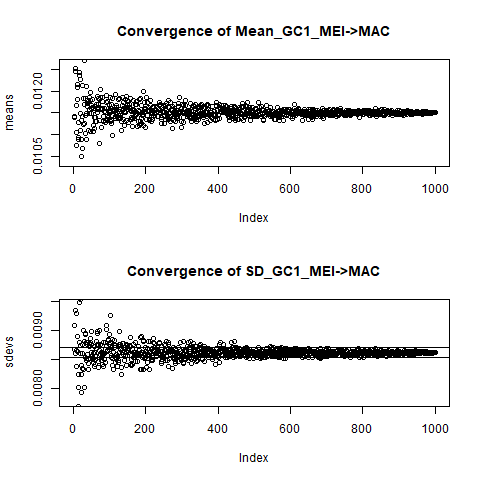 Convergence of Mean_GC1_MEI->MAC
means
0.0120
0.0105
0 200 400 600 800 1000
Index
Convergence of SD_GC1_MEI->MAC
sdevs
0.0090
0.0080
0 200 400 600 800 1000
Index